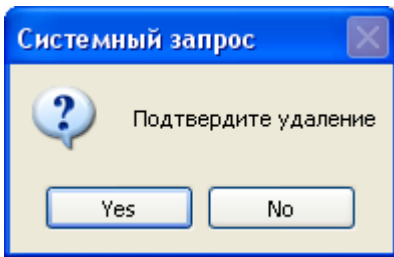 Системный запрос
Подтвердите удаление
Yes
No